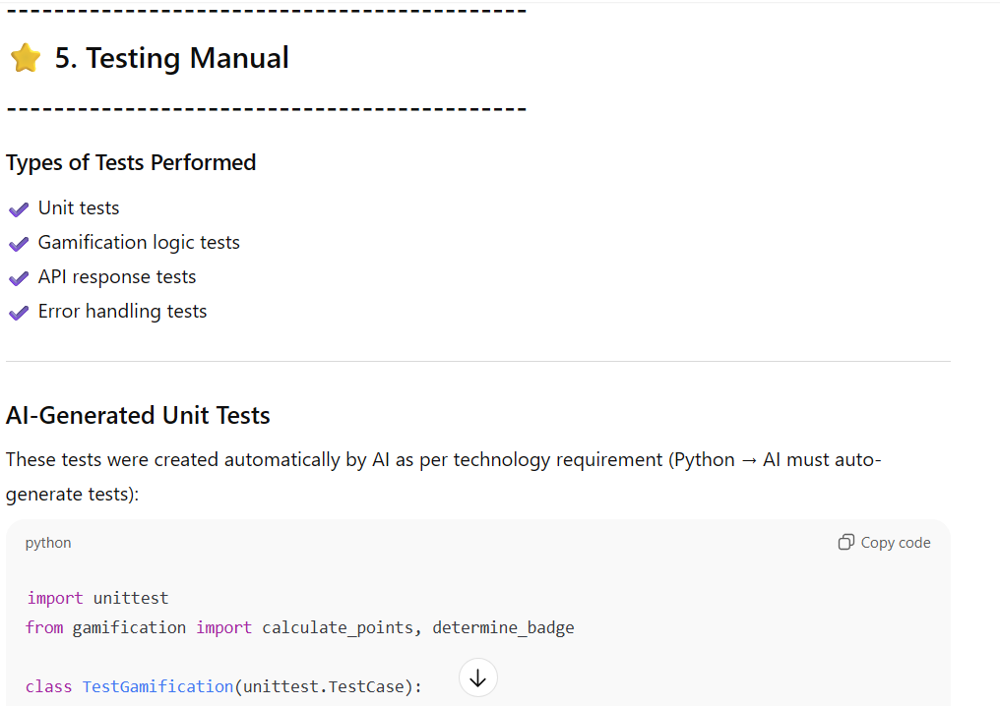 ---------------------------------------------
⭐ 5. Testing Manual
---------------------------------------------
Types of Tests Performed
✔ Unit tests
✔ Gamification logic tests
✔ API response tests
✔ Error handling tests
AI-Generated Unit Tests
These tests were created automatically by AI as per technology requirement (Python → AI must auto-
generate tests):
python Copy code
import unittest
from gamification import calculate_points, determine_badge
class TestGamification(unittest.TestCase):